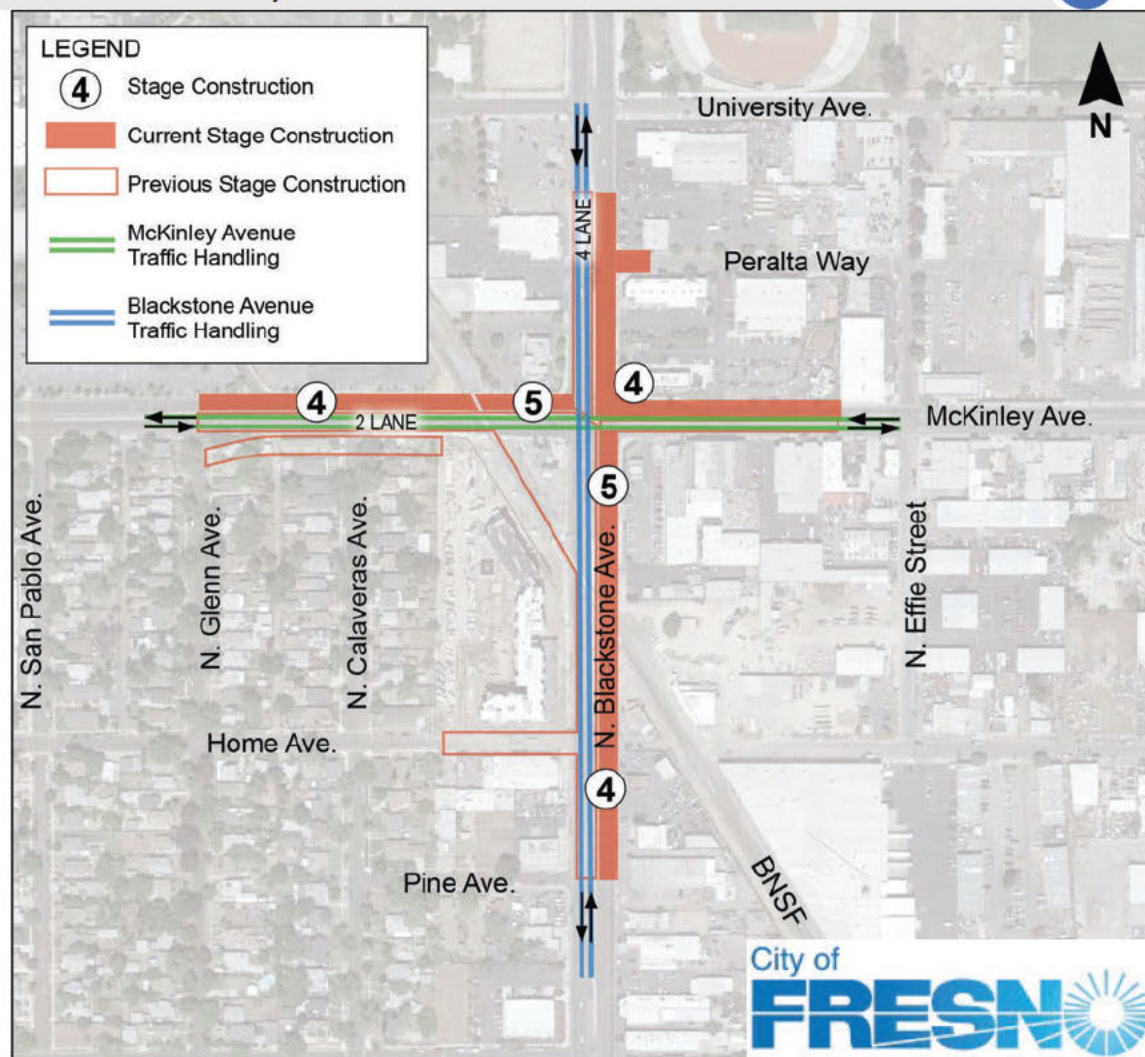 LEGEND
4 Stage Construction
Current Stage Construction
Previous Stage Construction
McKinley Avenue
Traffic Handling
Blackstone Avenue
Traffic Handling
N
University Ave.
4 LANE
Peralta Way
4
4
5
2 LANE
McKinley Ave.
5
N. San Pablo Ave.
N. Glenn Ave.
N. Calaveras Ave.
N. Blackstone Ave.
N. Effie Street
Home Ave.
4
Pine Ave.
BNSF
City of
FRESNO